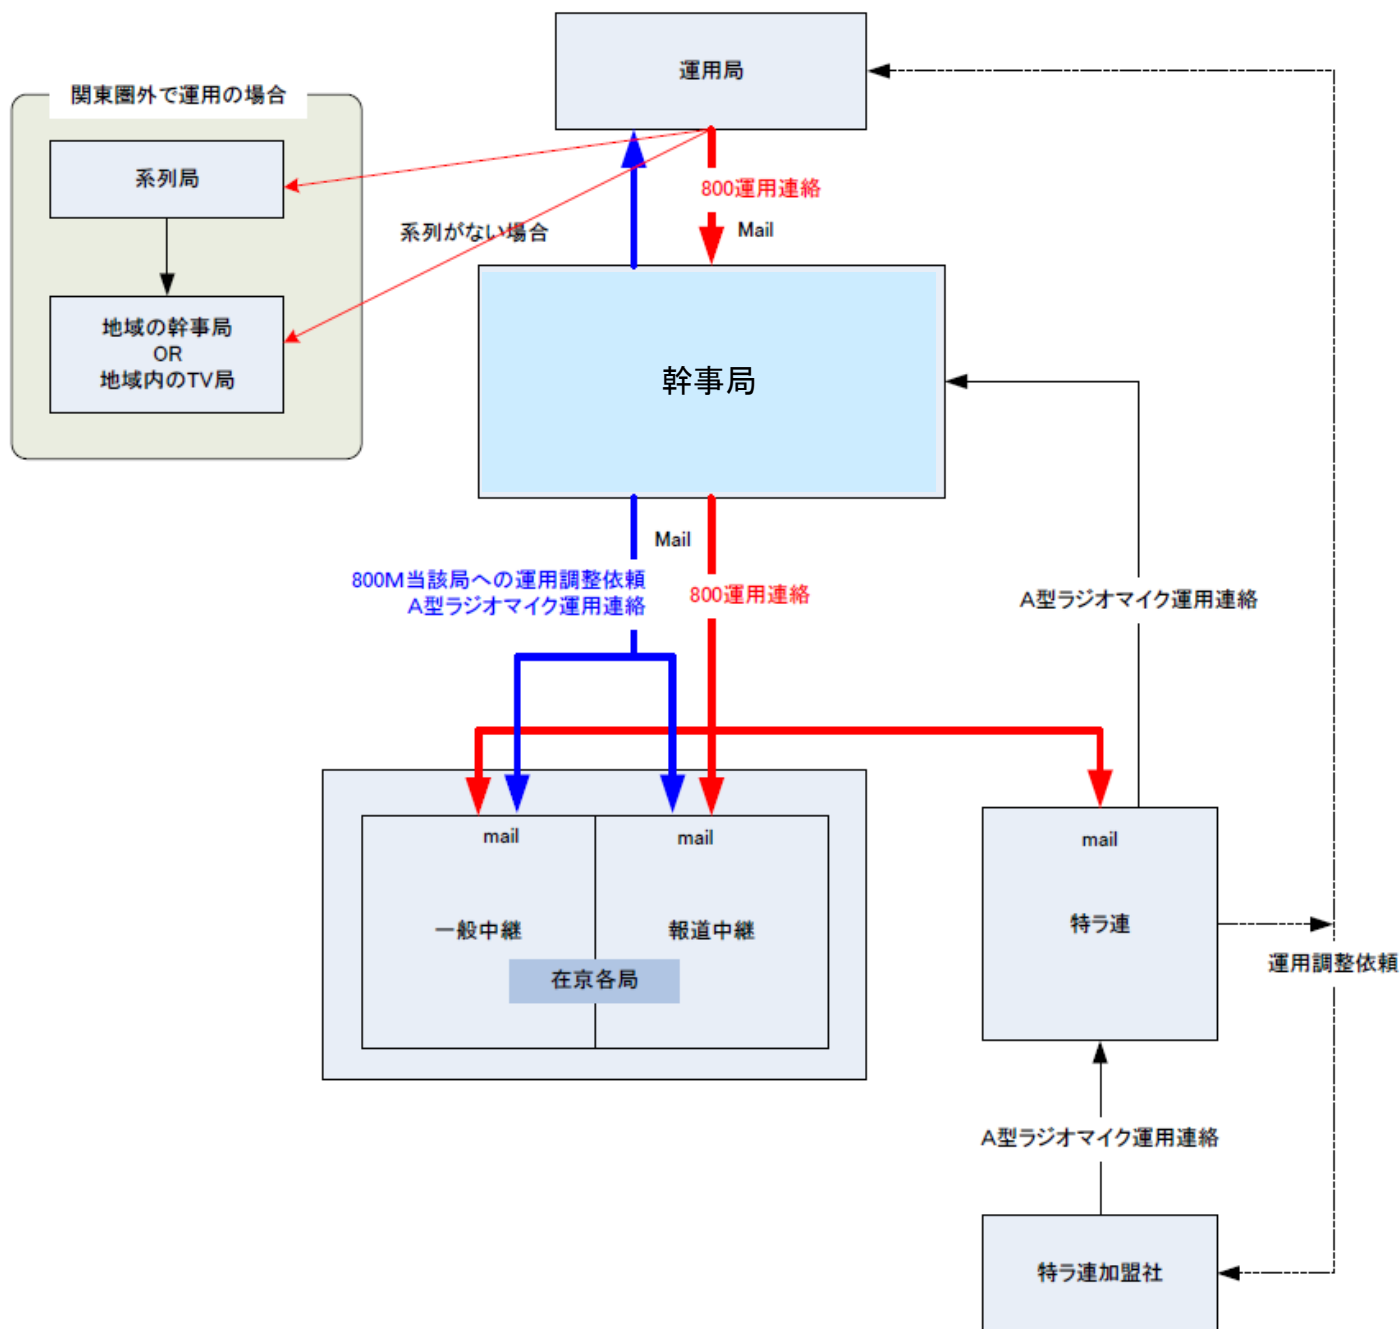 運用局
関東圏外で運用の場合
系列局
800運用連絡
Mail
系列がない場合
地域の幹事局
OR
地域内のTV局
幹事局
Mail
800M当該局への運用調整依頼
A型ラジオマイク運用連絡
800運用連絡
A型ラジオマイク運用連絡
mail
mail
mail
一般中継
報道中継
特ラ連
在京各局
運用調整依頼
A型ラジオマイク運用連絡
特ラ連加盟社